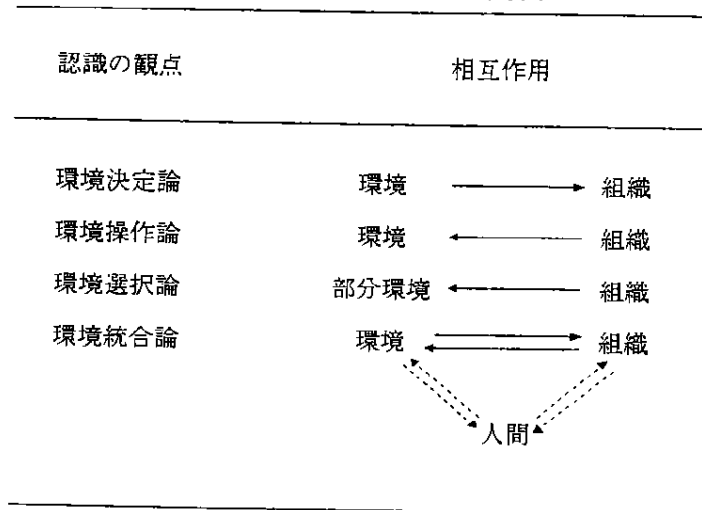 認識の観点 相互作用
環境決定論 環境 組織
環境操作論 環境 組織
環境選択論 部分環境 組織
環境統合論 環境 組織
人間